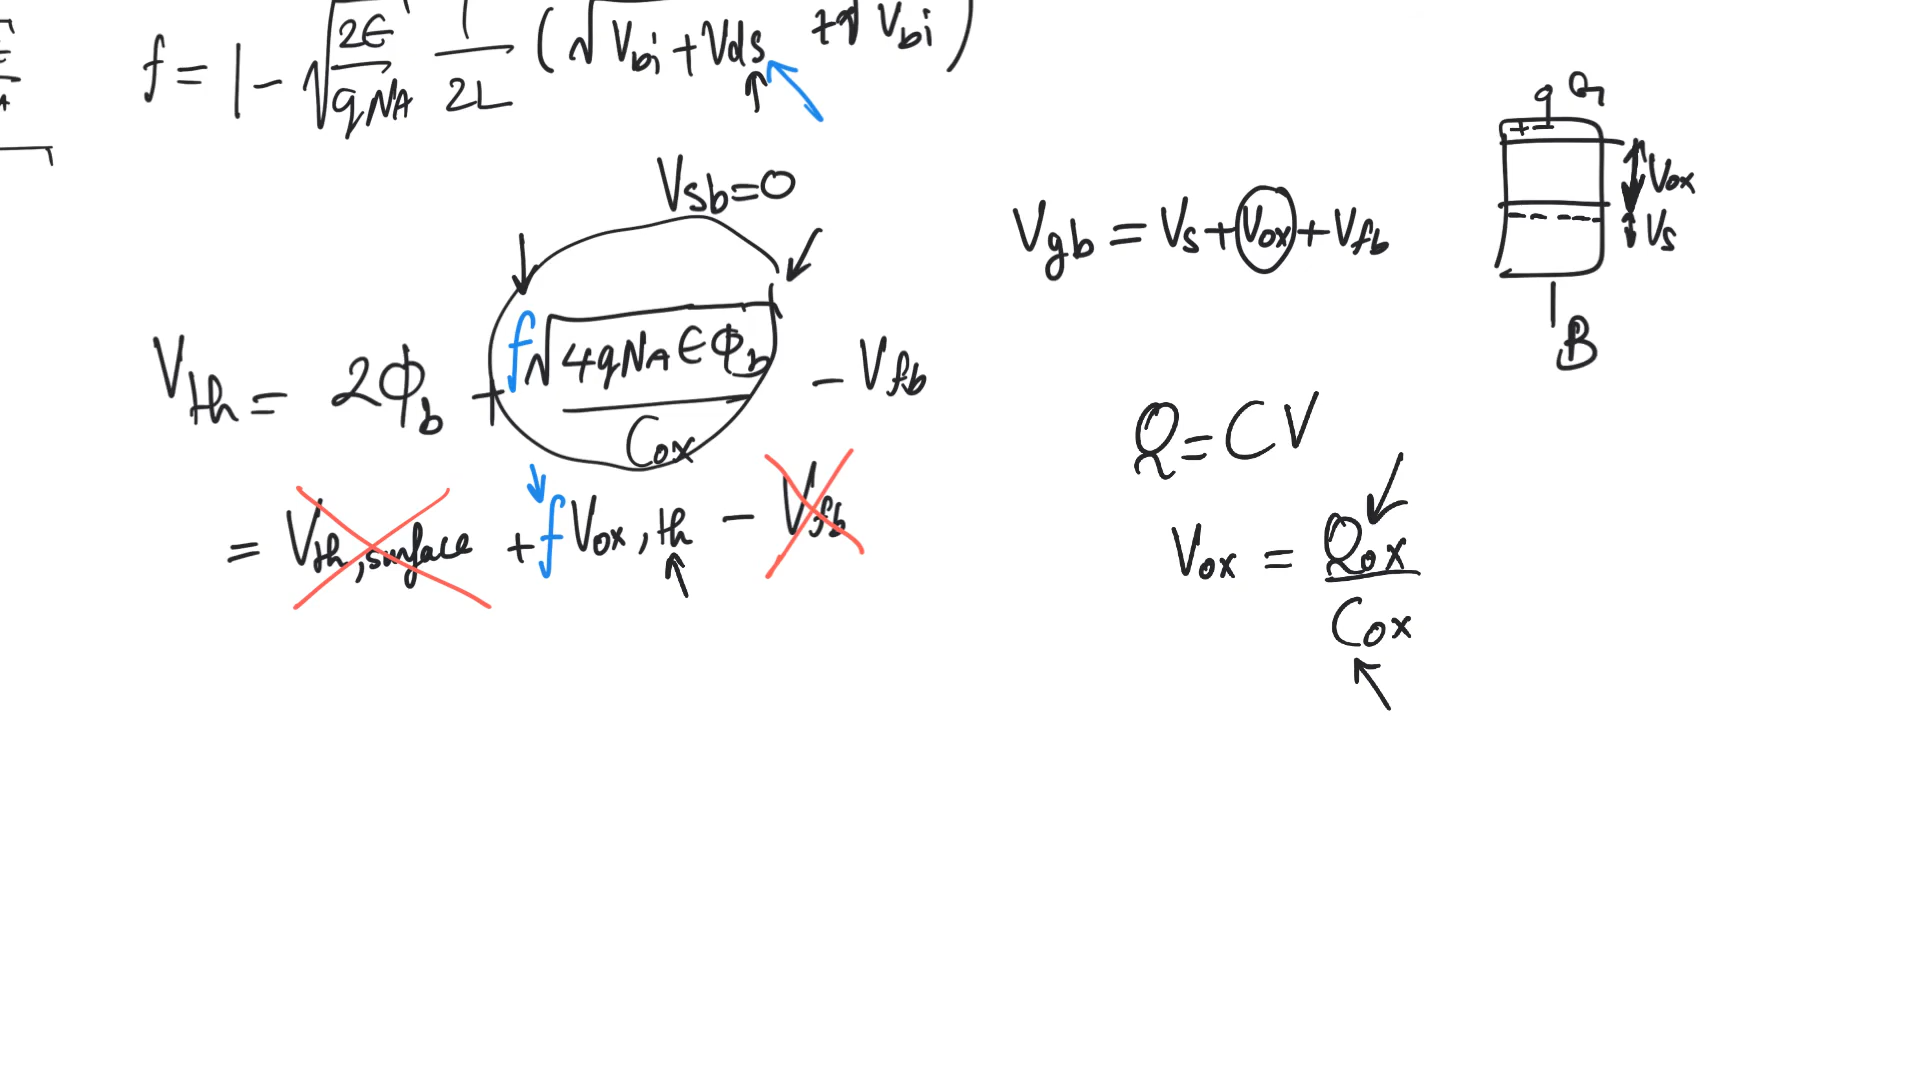 f = 1 - √(2ϵ/qNA) 1/2L (√Vbi + Vds + √Vbi)
Vsb = 0
Vth = 2ϕb + f√(4qNAϵϕb)/Cox - Vfb
= Vth,surface + f Vox,th - Vfb
Vgb = Vs + Vox + Vfb
G
+ -
Vox
Vs
B
Q = CV
Vox = Qox/Cox